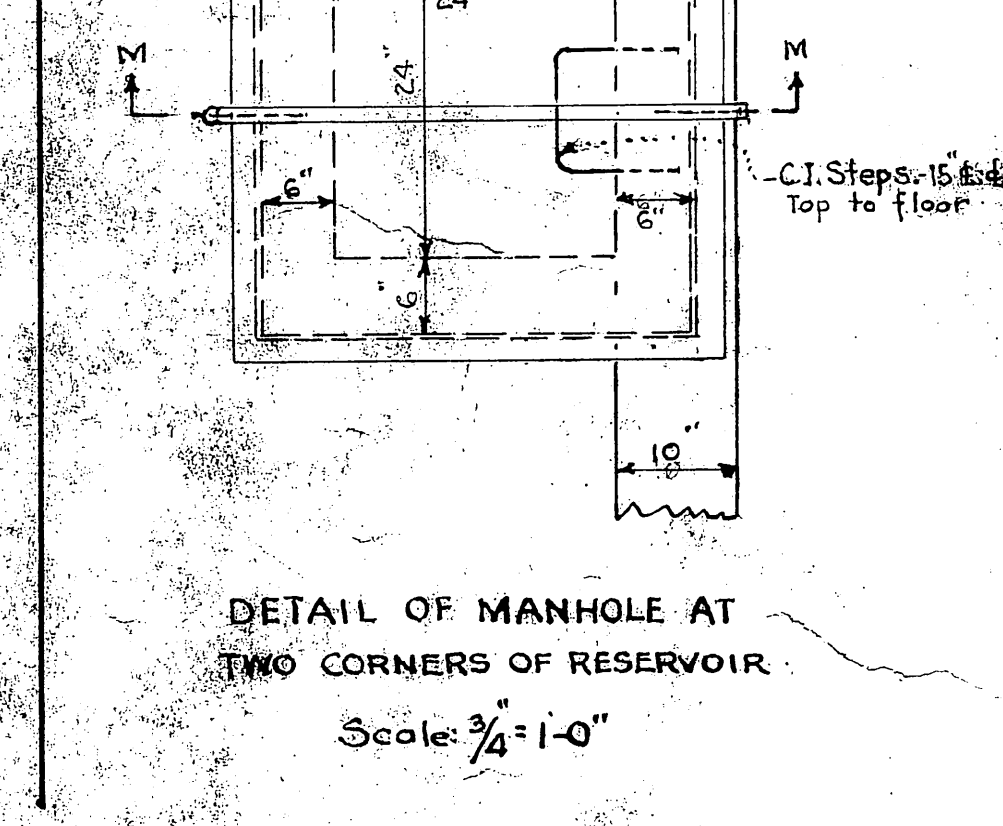 24
M
M
24"
C.I. Steps-15"
Top to floor
6"
6"
6"
10"
DETAIL OF MANHOLE AT
TWO CORNERS OF RESERVOIR
Scale: 3/4" = 1'-0"